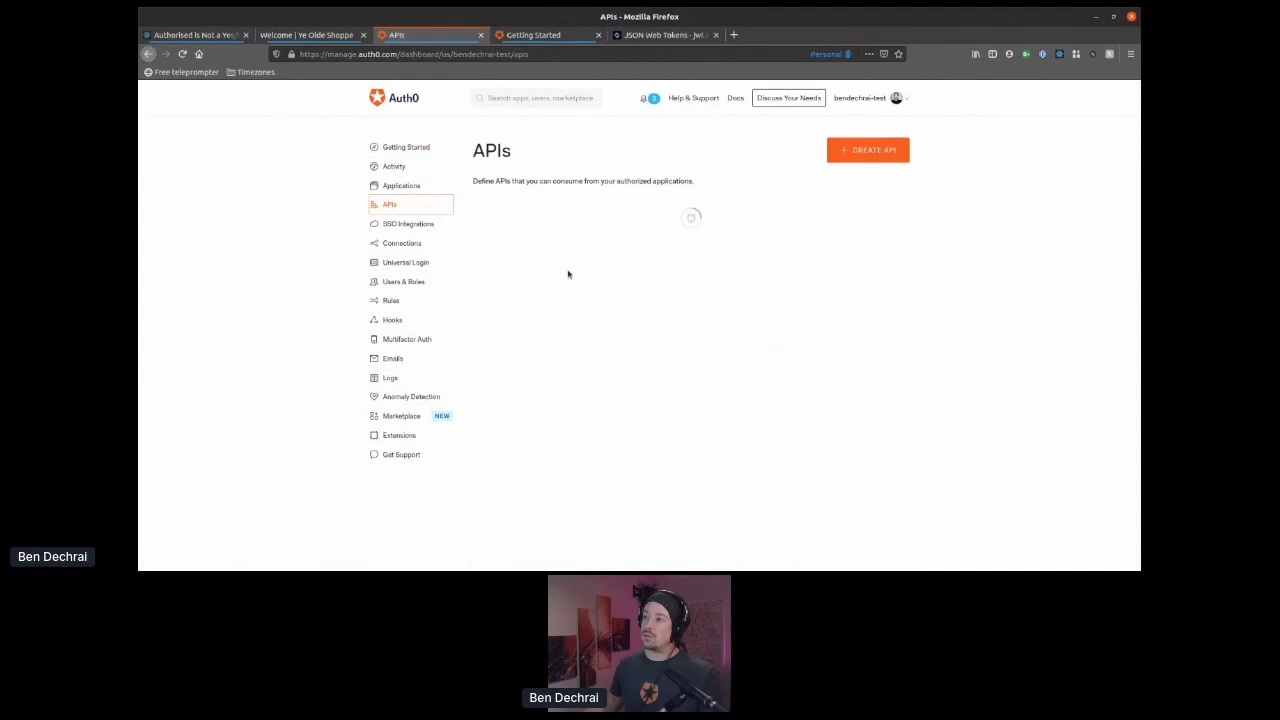 APIs - Mozilla Firefox
Authorised is Not a Yes/N
Welcome | Ye Olde Shoppe
APIs
Getting Started
JSON Web Tokens - jwt.i
https://manage.auth0.com/dashboard/us/bendechrai-test/apis
Personal
Free teleprompter
Timezones
Auth0
Search apps, users, marketplace
3
Help & Support
Docs
Discuss Your Needs
bendechrai-test
Getting Started
Activity
Applications
APIs
SSO Integrations
Connections
Universal Login
Users & Roles
Rules
Hooks
Multifactor Auth
Emails
Logs
Anomaly Detection
Marketplace NEW
Extensions
Get Support
APIs
+ CREATE API
Define APIs that you can consume from your authorized applications.
Ben Dechrai
Ben Dechrai